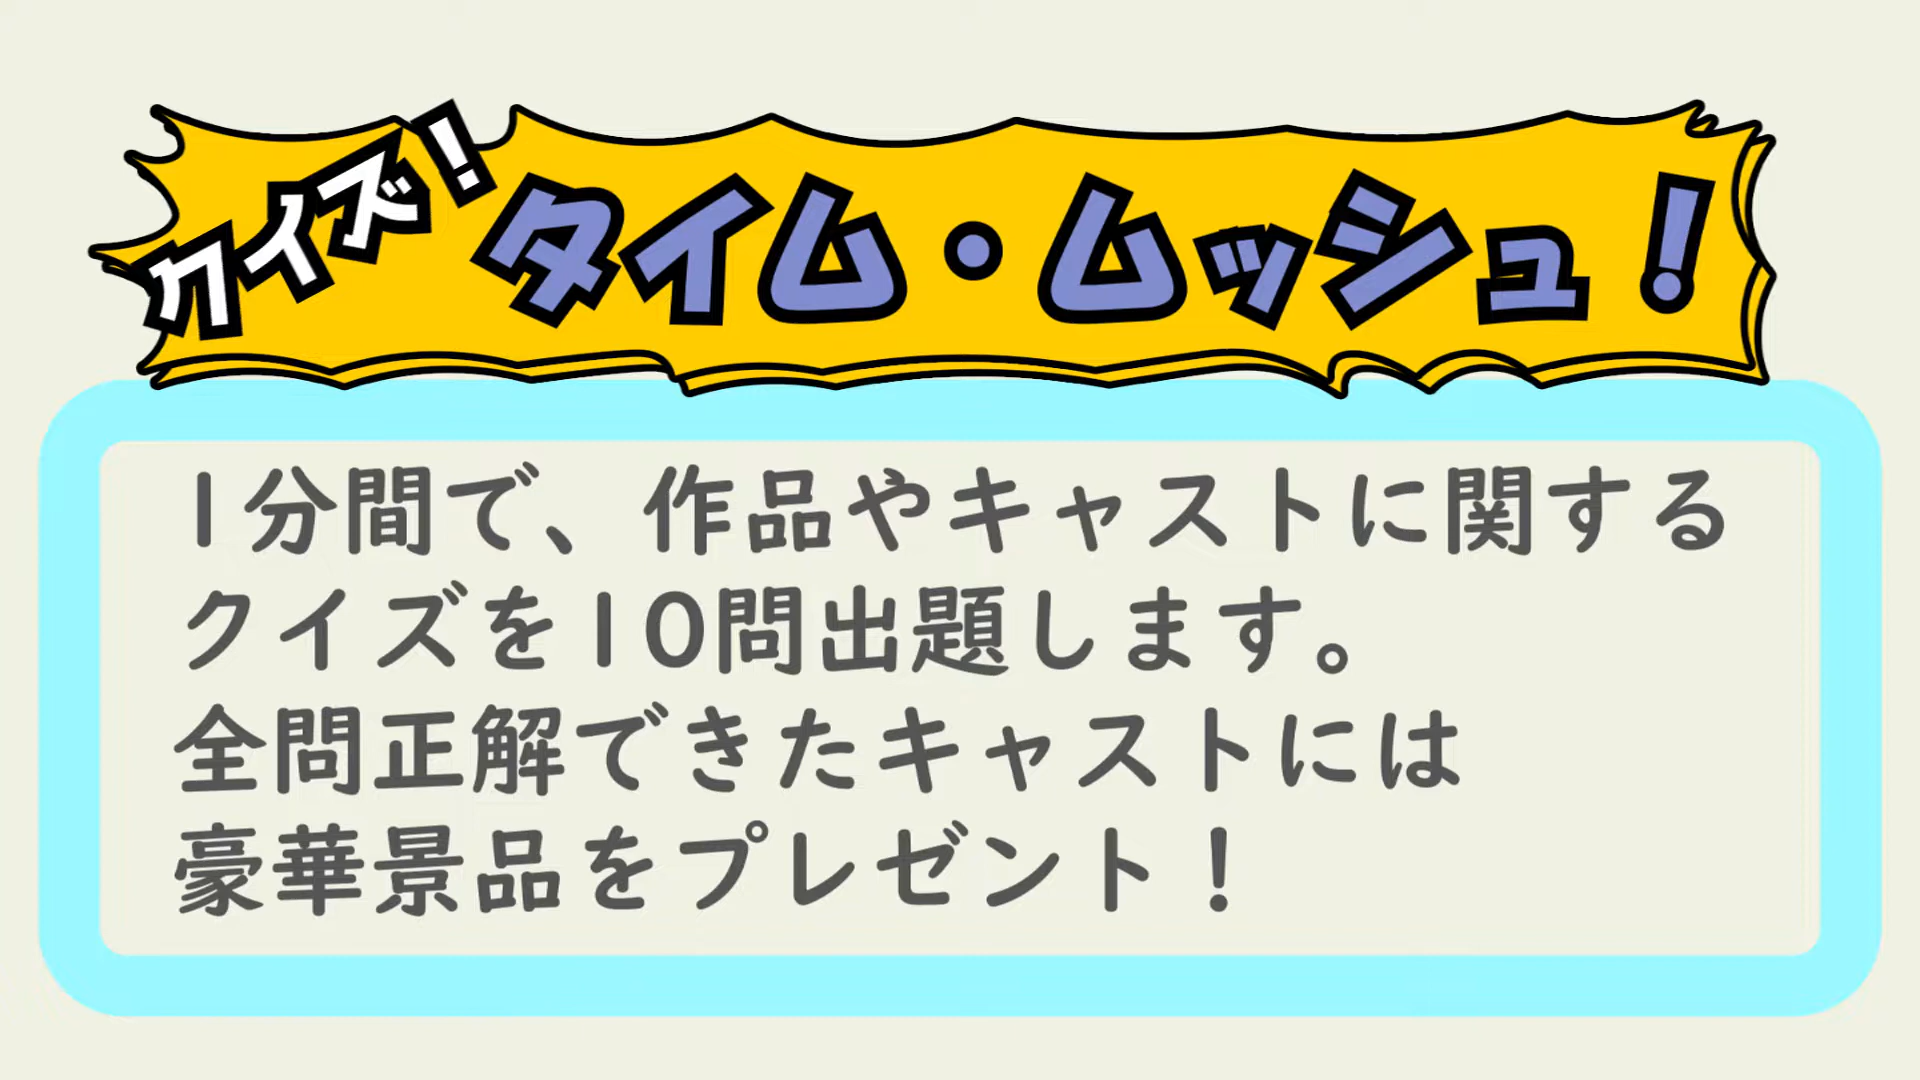 クイズ!
タイム・ムッシュ!
1分間で、作品やキャストに関する
クイズを10問出題します。
全問正解できたキャストには
豪華景品をプレゼント!